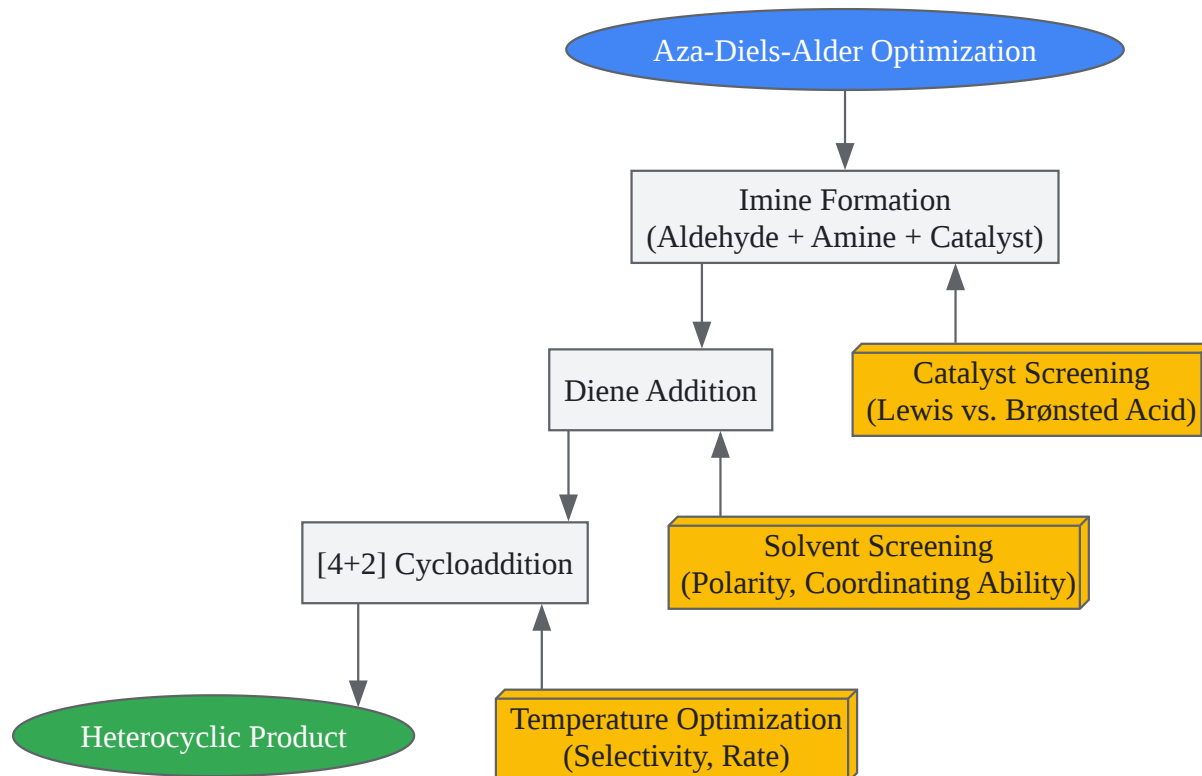 Aza-Diels-Alder Optimization
Imine Formation
(Aldehyde + Amine + Catalyst)
Diene Addition
Catalyst Screening
(Lewis vs. Brønsted Acid)
[4+2] Cycloaddition
Solvent Screening
(Polarity, Coordinating Ability)
Heterocyclic Product
Temperature Optimization
(Selectivity, Rate)